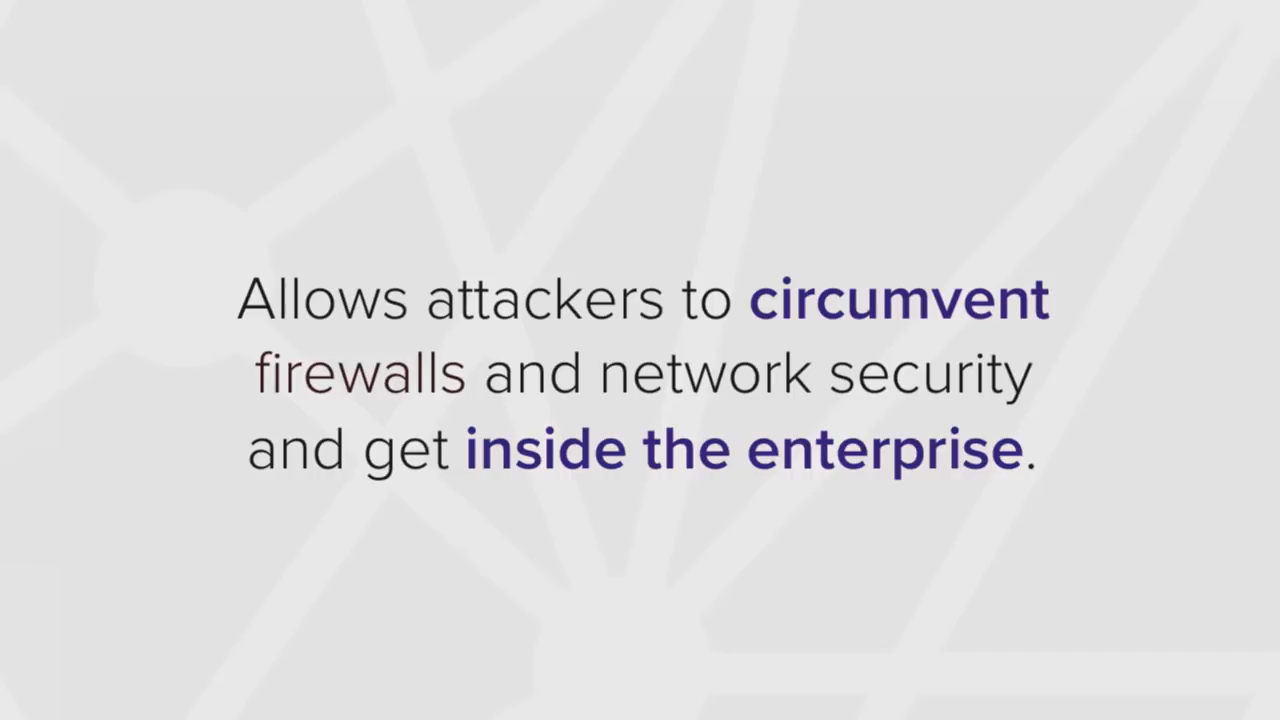 Allows attackers to circumvent
firewalls and network security
and get inside the enterprise.